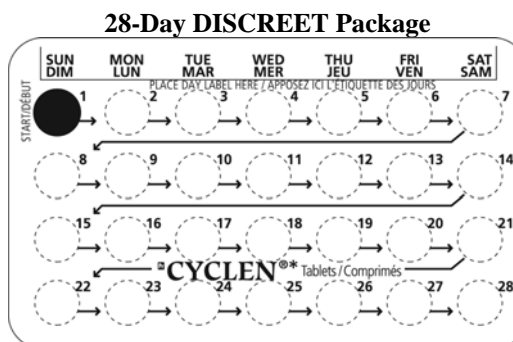 28-Day DISCREET Package
SUN MON TUE WED THU FRI SAT
DIM LUN MAR MER JEU VEN SAM
PLACE DAY LABEL HERE / APPOSEZ ICI L'ÉTIQUETTE DES JOURS
START/DÉBUT
1 2 3 4 5 6 7
8 9 10 11 12 13 14
15 16 17 18 19 20 21
CYCLEN®* Tablets/Comprimés
22 23 24 25 26 27 28